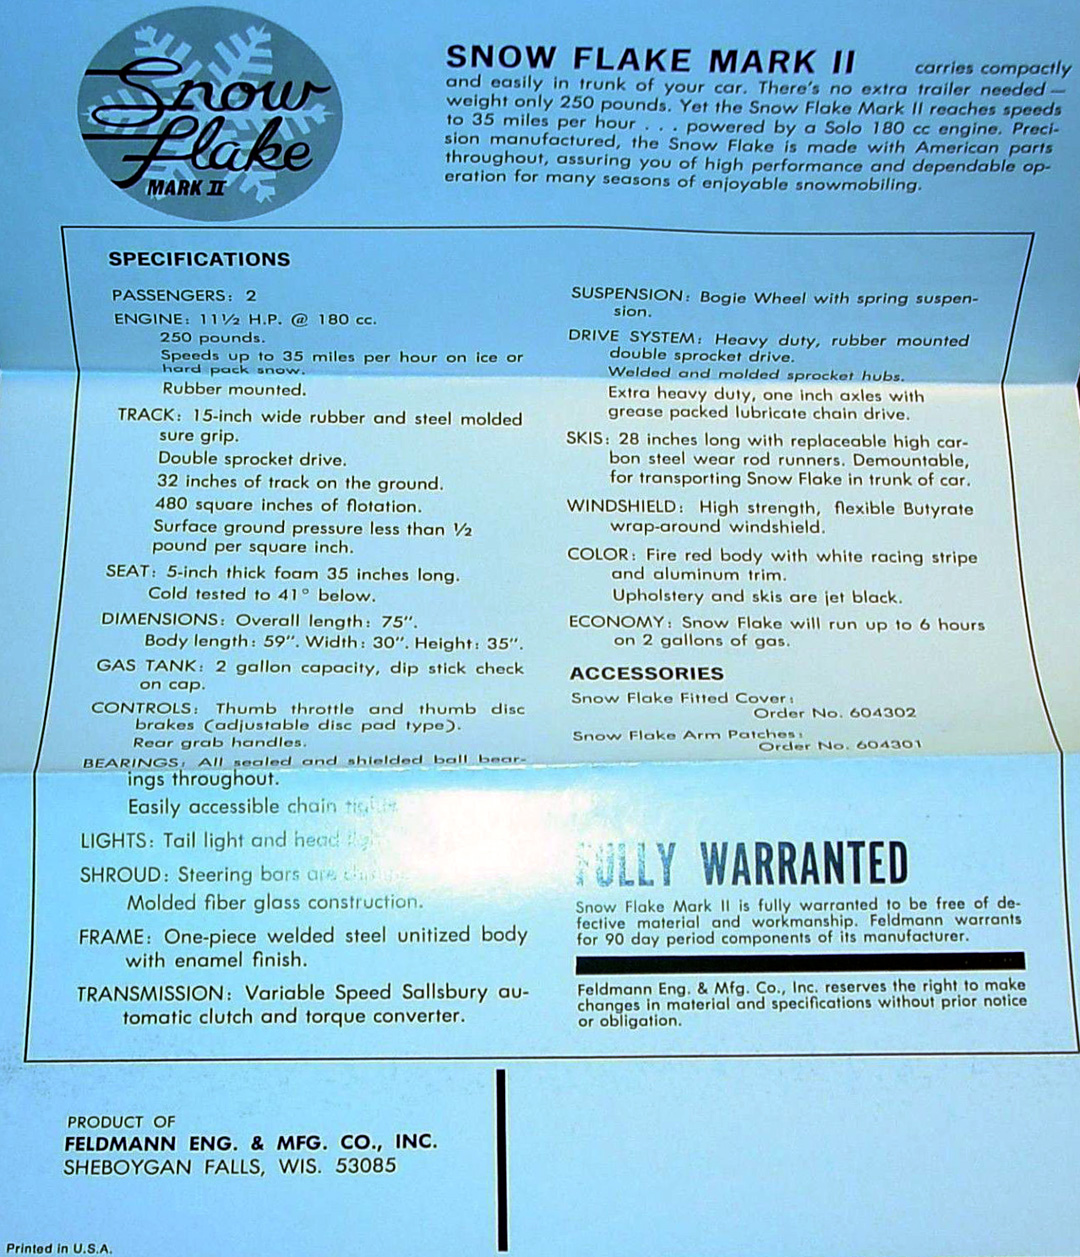 Snow
Flake
MARK II
SNOW FLAKE MARK II carries compactly
and easily in trunk of your car. There's no extra trailer needed —
weight only 250 pounds. Yet the Snow Flake Mark II reaches speeds
to 35 miles per hour . . . powered by a Solo 180 cc engine. Preci-
sion manufactured, the Snow Flake is made with American parts
throughout, assuring you of high performance and dependable op-
eration for many seasons of enjoyable snowmobiling.
SPECIFICATIONS
PASSENGERS: 2
ENGINE: 11½ H.P. @ 180 cc.
250 pounds.
Speeds up to 35 miles per hour on ice or
hard pack snow.
Rubber mounted.
TRACK: 15-inch wide rubber and steel molded
sure grip.
Double sprocket drive.
32 inches of track on the ground.
480 square inches of flotation.
Surface ground pressure less than ½
pound per square inch.
SEAT: 5-inch thick foam 35 inches long.
Cold tested to 41° below.
DIMENSIONS: Overall length: 75".
Body length: 59". Width: 30". Height: 35".
GAS TANK: 2 gallon capacity, dip stick check
on cap.
CONTROLS: Thumb throttle and thumb disc
brakes (adjustable disc pad type).
Rear grab handles.
BEARINGS: All sealed and shielded ball bear-
ings throughout.
Easily accessible chain
LIGHTS: Tail light and head
SHROUD: Steering bars are
Molded fiber glass construction.
FRAME: One-piece welded steel unitized body
with enamel finish.
TRANSMISSION: Variable Speed Sallsbury au-
tomatic clutch and torque converter.
SUSPENSION: Bogie Wheel with spring suspen-
sion.
DRIVE SYSTEM: Heavy duty, rubber mounted
double sprocket drive.
Welded and molded sprocket hubs.
Extra heavy duty, one inch axles with
grease packed lubricate chain drive.
SKIS: 28 inches long with replaceable high car-
bon steel wear rod runners. Demountable,
for transporting Snow Flake in trunk of car.
WINDSHIELD: High strength, flexible Butyrate
wrap-around windshield.
COLOR: Fire red body with white racing stripe
and aluminum trim.
Upholstery and skis are jet black.
ECONOMY: Snow Flake will run up to 6 hours
on 2 gallons of gas.
ACCESSORIES
Snow Flake Fitted Cover:
Order No. 604302
Snow Flake Arm Patches:
Order No. 604301
FULLY WARRANTED
Snow Flake Mark II is fully warranted to be free of de-
fective material and workmanship. Feldmann warrants
for 90 day period components of its manufacturer.
Feldmann Eng. & Mfg. Co., Inc. reserves the right to make
changes in material and specifications without prior notice
or obligation.
PRODUCT OF
FELDMANN ENG. & MFG. CO., INC.
SHEBOYGAN FALLS, WIS. 53085
Printed in U.S.A.